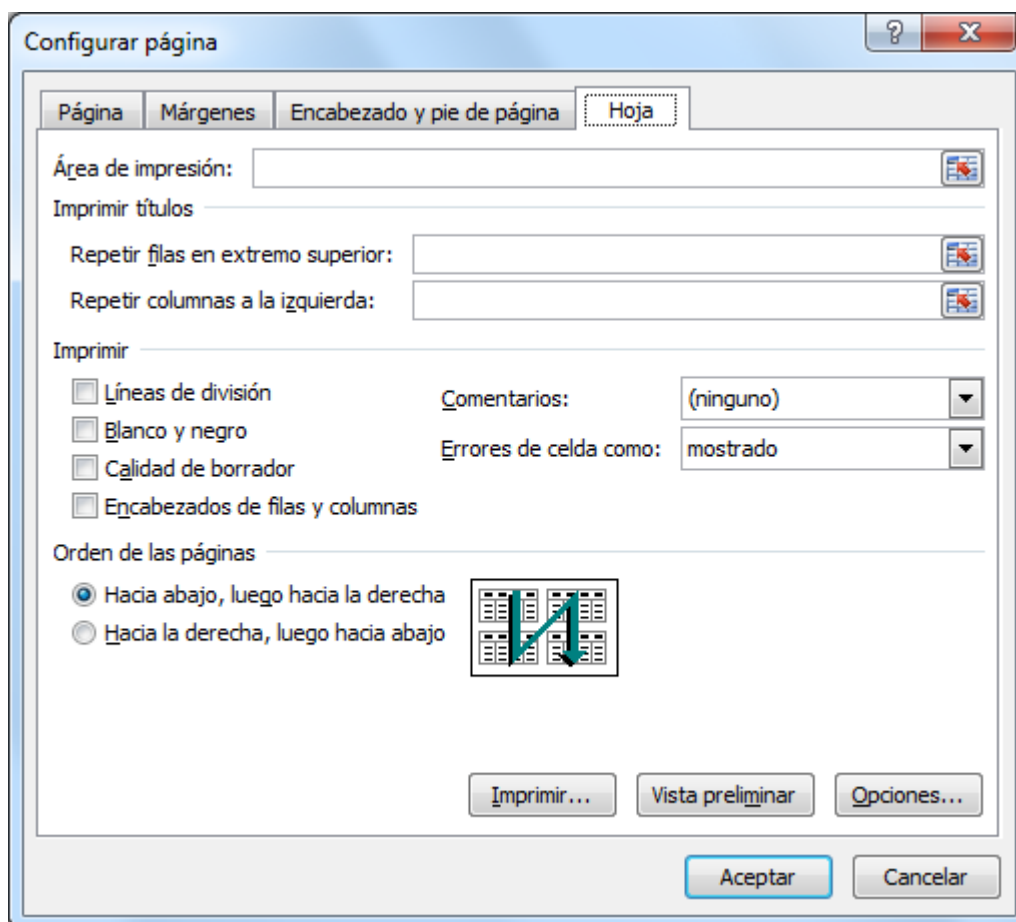 Configurar página
Página Márgenes Encabezado y pie de página Hoja
Área de impresión:
Imprimir títulos
Repetir filas en extremo superior:
Repetir columnas a la izquierda:
Imprimir
Líneas de división
Comentarios: (ninguno)
Blanco y negro
Errores de celda como: mostrado
Calidad de borrador
Encabezados de filas y columnas
Orden de las páginas
Hacia abajo, luego hacia la derecha
Hacia la derecha, luego hacia abajo
Imprimir... Vista preliminar Opciones...
Aceptar Cancelar